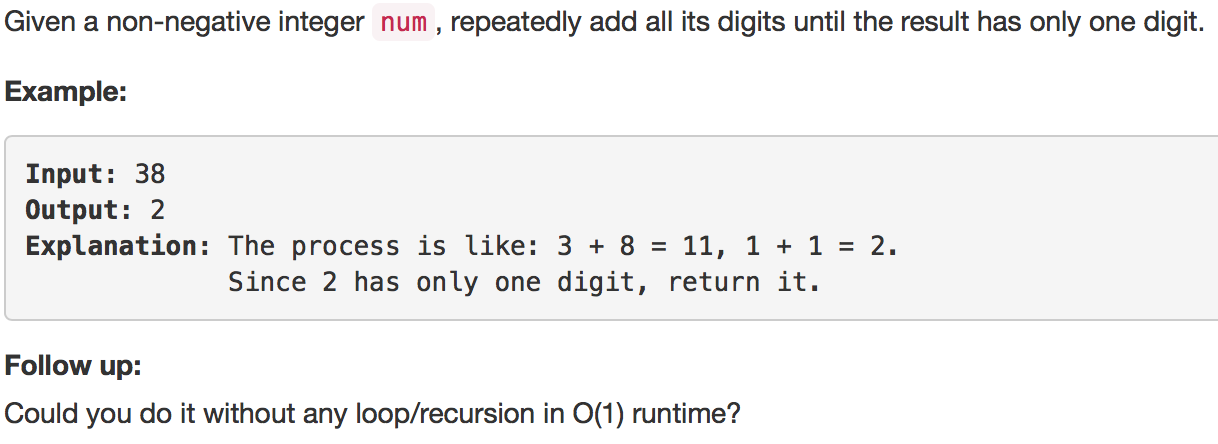 Given a non-negative integer num, repeatedly add all its digits until the result has only one digit.
Example:
Input: 38
Output: 2
Explanation: The process is like: 3 + 8 = 11, 1 + 1 = 2.
Since 2 has only one digit, return it.
Follow up:
Could you do it without any loop/recursion in O(1) runtime?